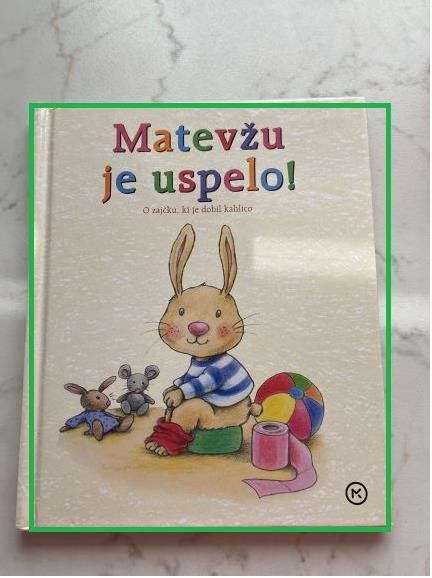 Matevžu
je uspelo!
O zajčku, ki je dobil kahlico